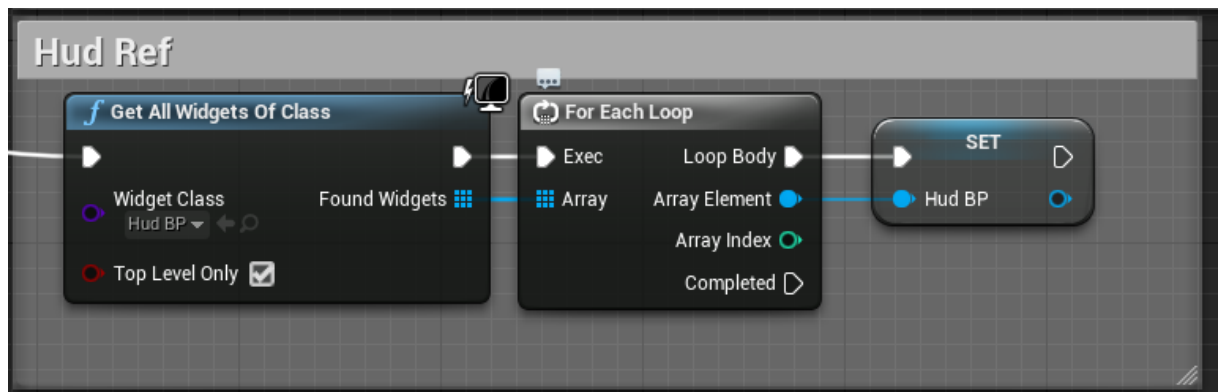 Hud Ref
f Get All Widgets Of Class
Widget Class
Hud BP
Found Widgets
Top Level Only
For Each Loop
Exec
Loop Body
Array
Array Element
Array Index
Completed
SET
Hud BP